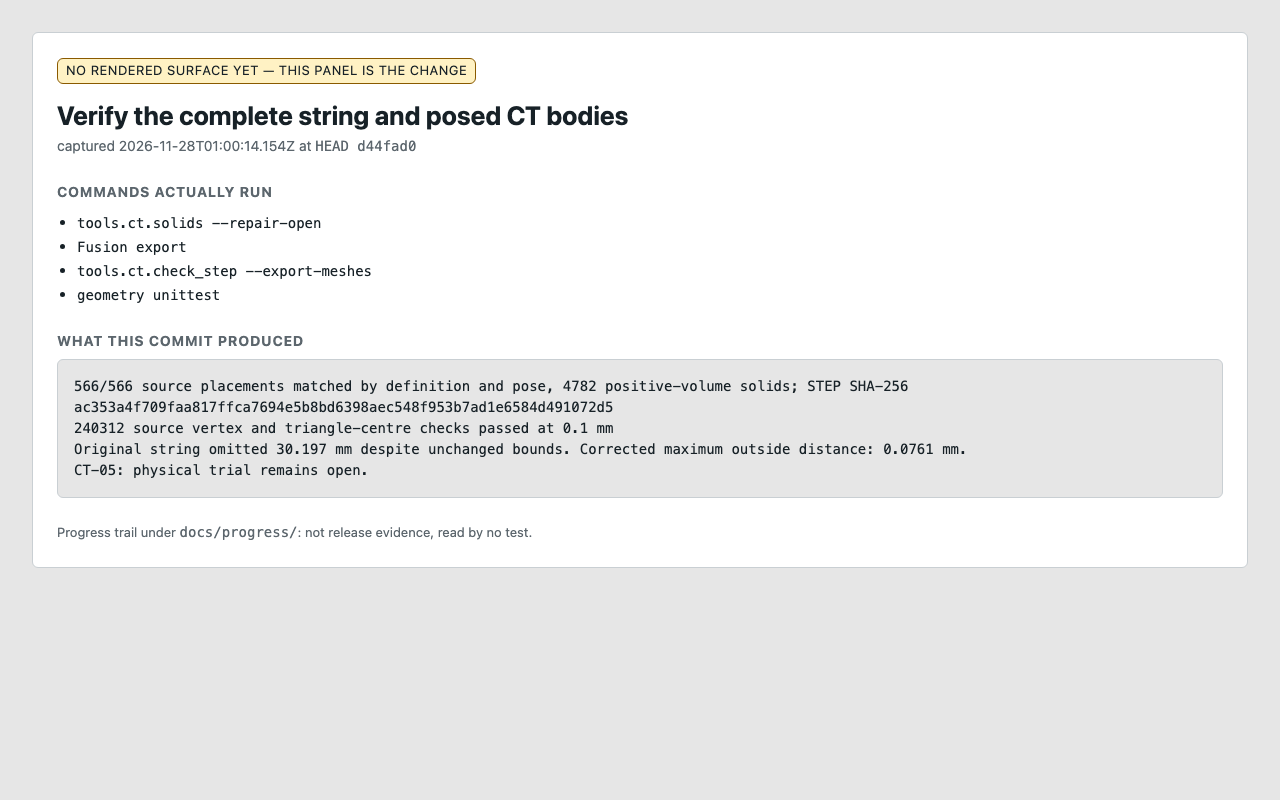 NO RENDERED SURFACE YET — THIS PANEL IS THE CHANGE
Verify the complete string and posed CT bodies
captured 2026-11-28T01:00:14.154Z at HEAD d44fad0
COMMANDS ACTUALLY RUN
• tools.ct.solids --repair-open
• Fusion export
• tools.ct.check_step --export-meshes
• geometry unittest
WHAT THIS COMMIT PRODUCED
566/566 source placements matched by definition and pose, 4782 positive-volume solids; STEP SHA-256
ac353a4f709faa817ffca7694e5b8bd6398aec548f953b7ad1e6584d491072d5
240312 source vertex and triangle-centre checks passed at 0.1 mm
Original string omitted 30.197 mm despite unchanged bounds. Corrected maximum outside distance: 0.0761 mm.
CT-05: physical trial remains open.
Progress trail under docs/progress/: not release evidence, read by no test.